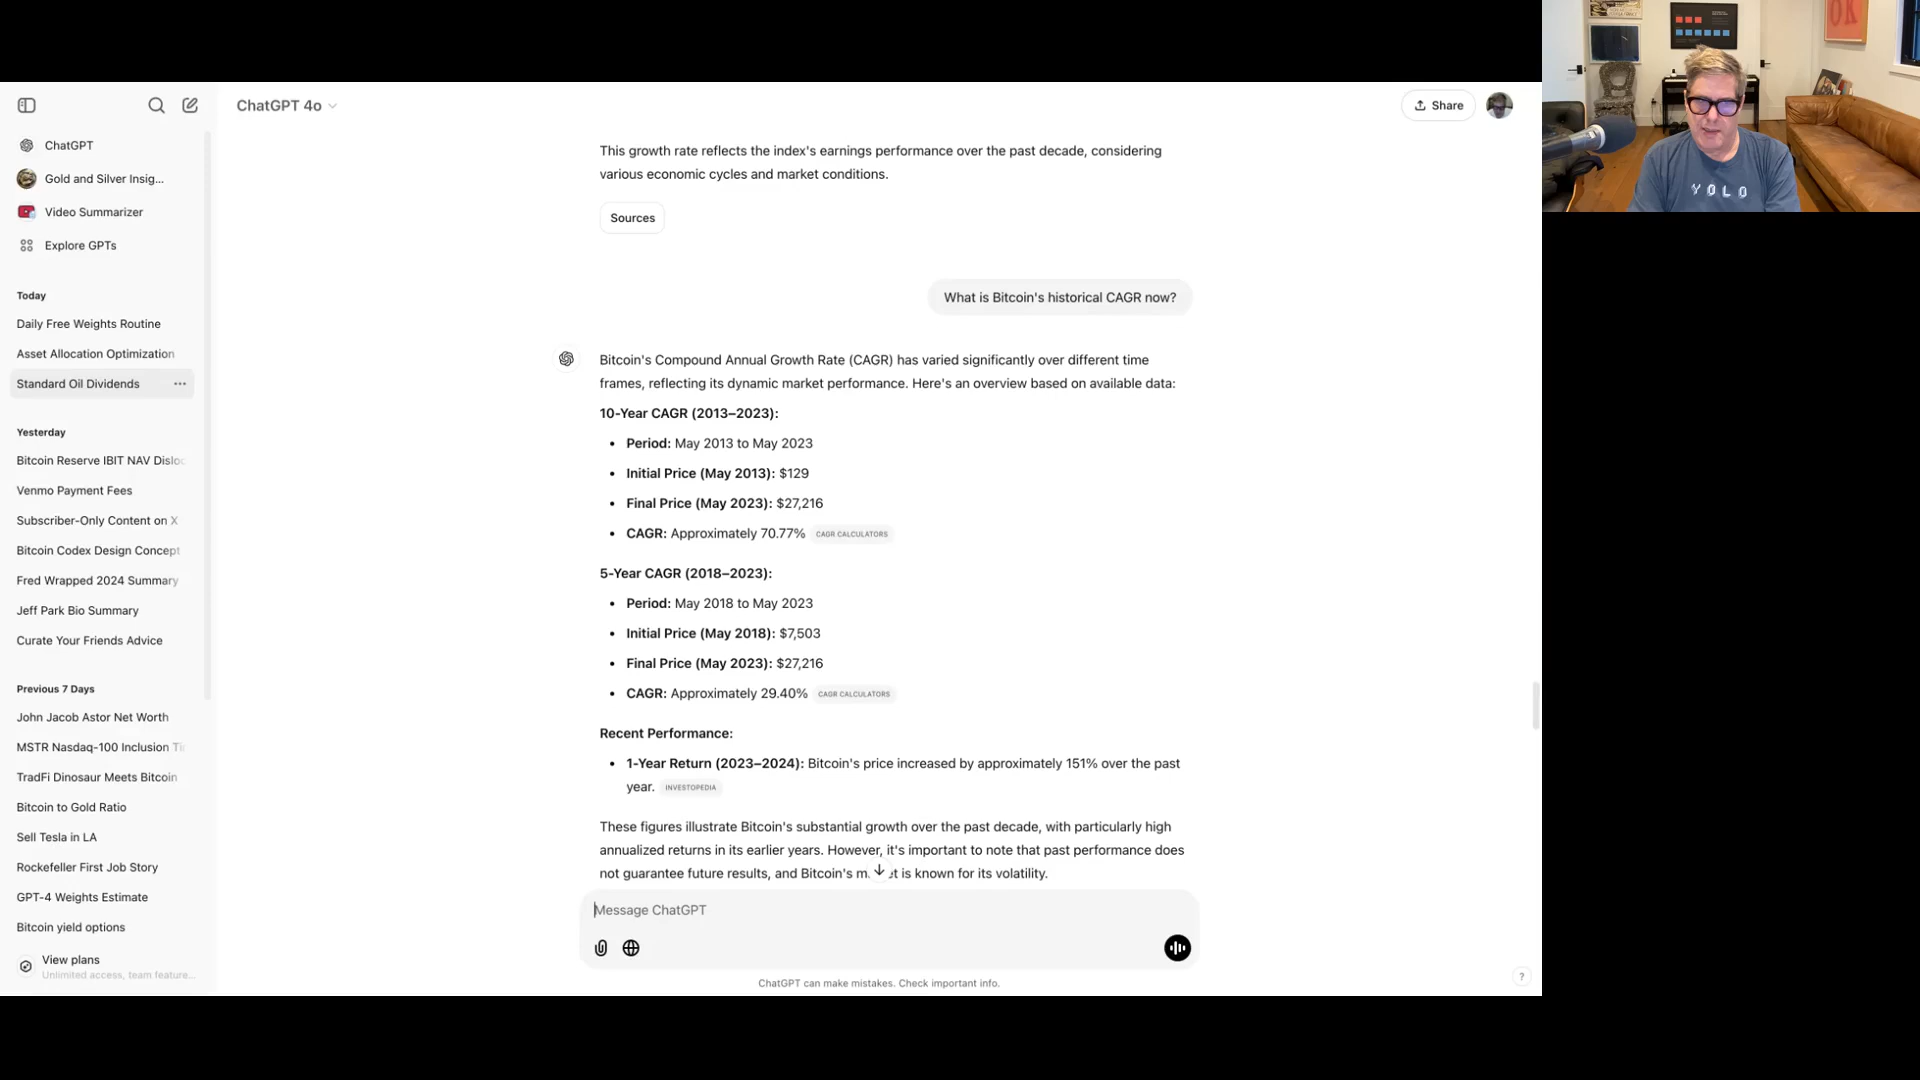 ChatGPT 4o
Share
ChatGPT
Gold and Silver Insig...
Video Summarizer
Explore GPTs
Today
Daily Free Weights Routine
Asset Allocation Optimization
Standard Oil Dividends
Yesterday
Bitcoin Reserve IBIT NAV Disloc
Venmo Payment Fees
Subscriber-Only Content on X
Bitcoin Codex Design Concept
Fred Wrapped 2024 Summary
Jeff Park Bio Summary
Curate Your Friends Advice
Previous 7 Days
John Jacob Astor Net Worth
MSTR Nasdaq-100 Inclusion Ti
TradFi Dinosaur Meets Bitcoin
Bitcoin to Gold Ratio
Sell Tesla in LA
Rockefeller First Job Story
GPT-4 Weights Estimate
Bitcoin yield options
View plans
Unlimited access, team feature...
This growth rate reflects the index's earnings performance over the past decade, considering
various economic cycles and market conditions.
Sources
What is Bitcoin's historical CAGR now?
Bitcoin's Compound Annual Growth Rate (CAGR) has varied significantly over different time
frames, reflecting its dynamic market performance. Here's an overview based on available data:
10-Year CAGR (2013–2023):
• Period: May 2013 to May 2023
• Initial Price (May 2013): $129
• Final Price (May 2023): $27,216
• CAGR: Approximately 70.77% CAGR CALCULATORS
5-Year CAGR (2018–2023):
• Period: May 2018 to May 2023
• Initial Price (May 2018): $7,503
• Final Price (May 2023): $27,216
• CAGR: Approximately 29.40% CAGR CALCULATORS
Recent Performance:
• 1-Year Return (2023–2024): Bitcoin's price increased by approximately 151% over the past
year. INVESTOPEDIA
These figures illustrate Bitcoin's substantial growth over the past decade, with particularly high
annualized returns in its earlier years. However, it's important to note that past performance does
not guarantee future results, and Bitcoin's m et is known for its volatility.
Message ChatGPT
ChatGPT can make mistakes. Check important info.
?
OK
YOLO